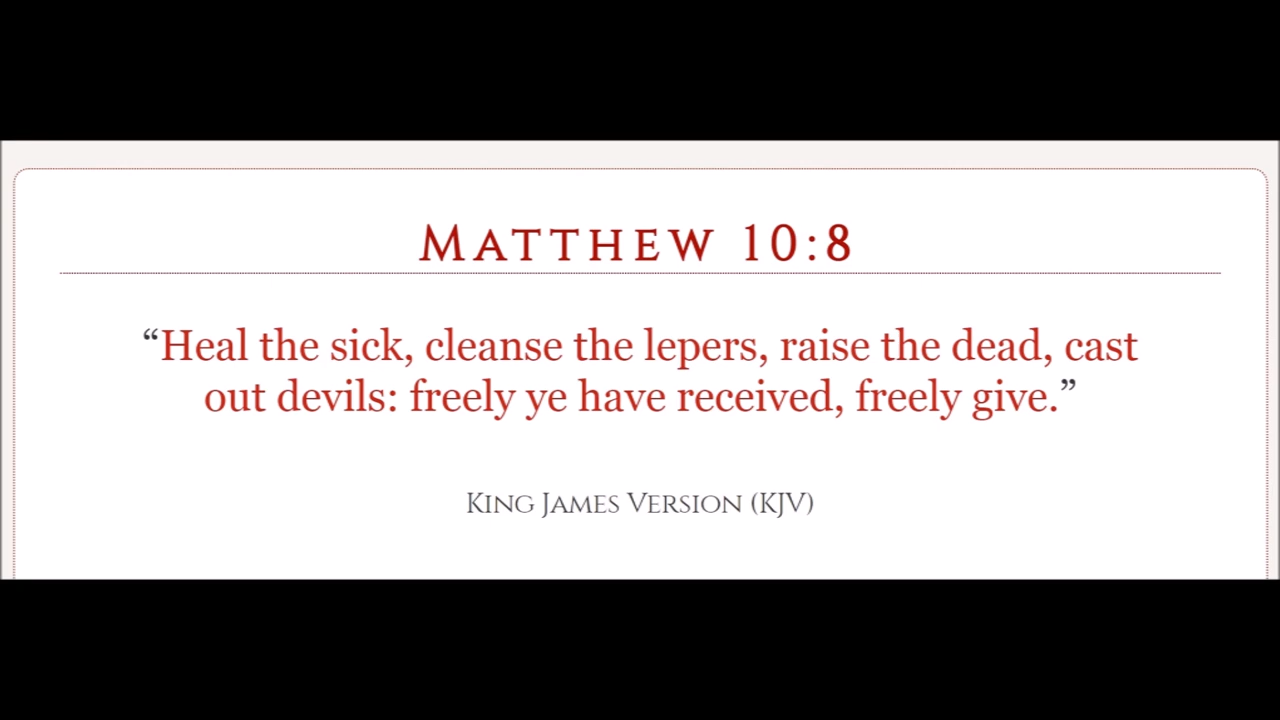 Matthew 10:8
“Heal the sick, cleanse the lepers, raise the dead, cast
out devils: freely ye have received, freely give.”
King James Version (KJV)